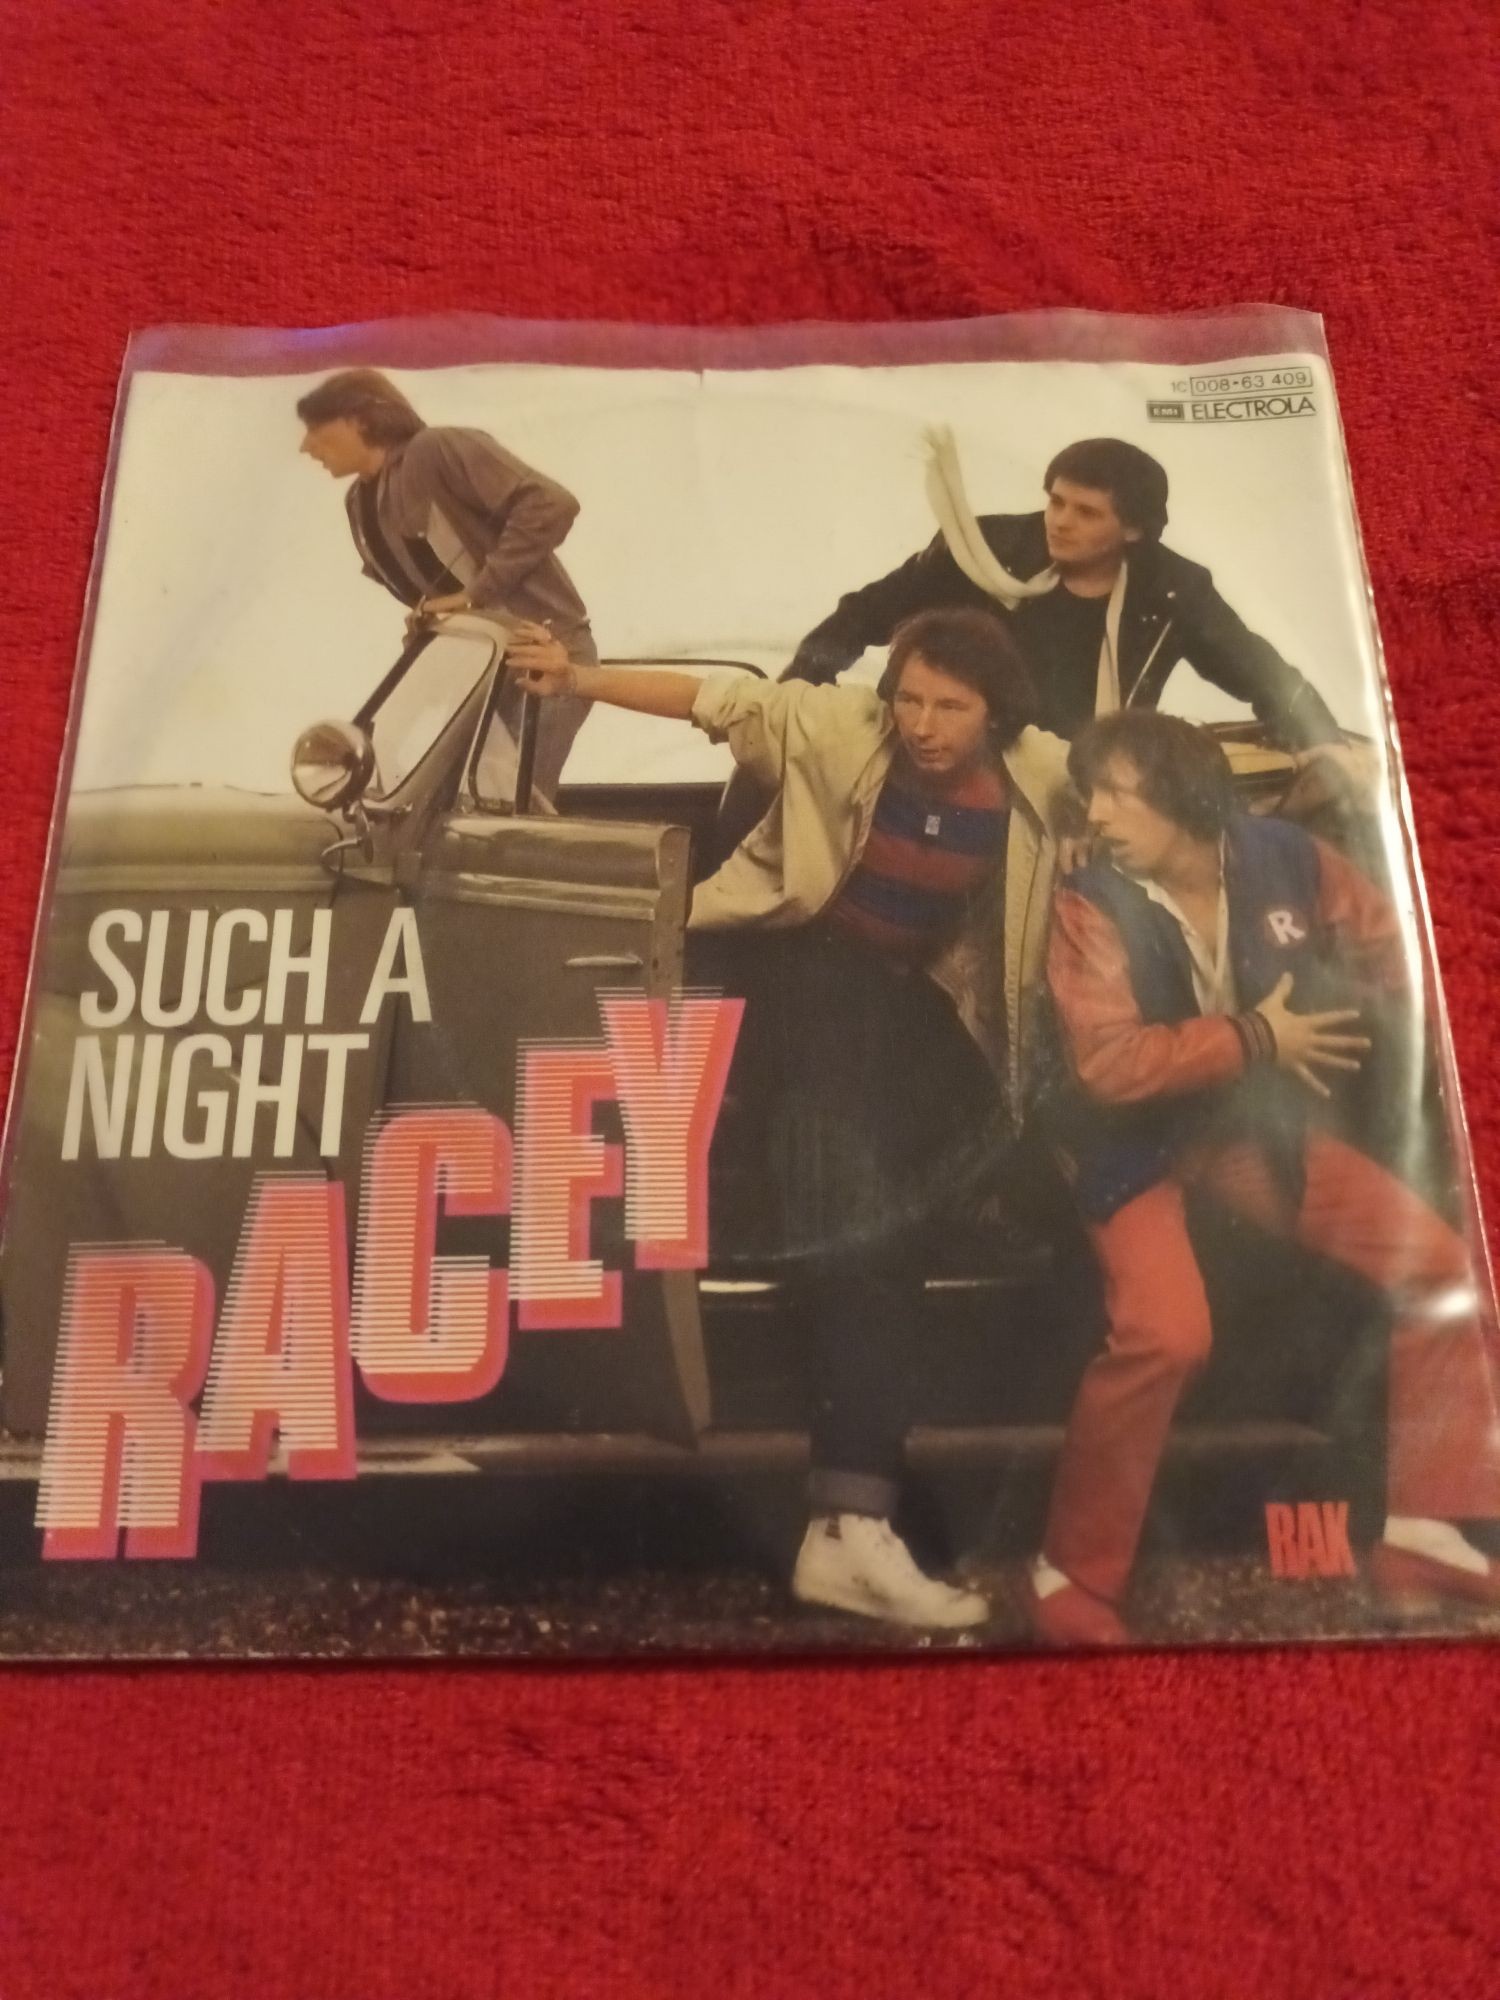 1C 008-63 409
EMI ELECTROLA
SUCH A
NIGHT
RACEY
R
RAK